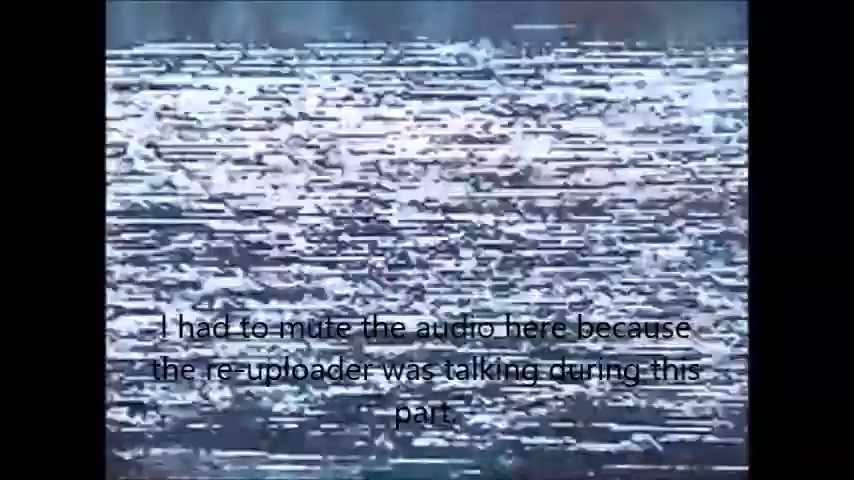 I had to mute the audio here because
the re-uploader was talking during this
part.